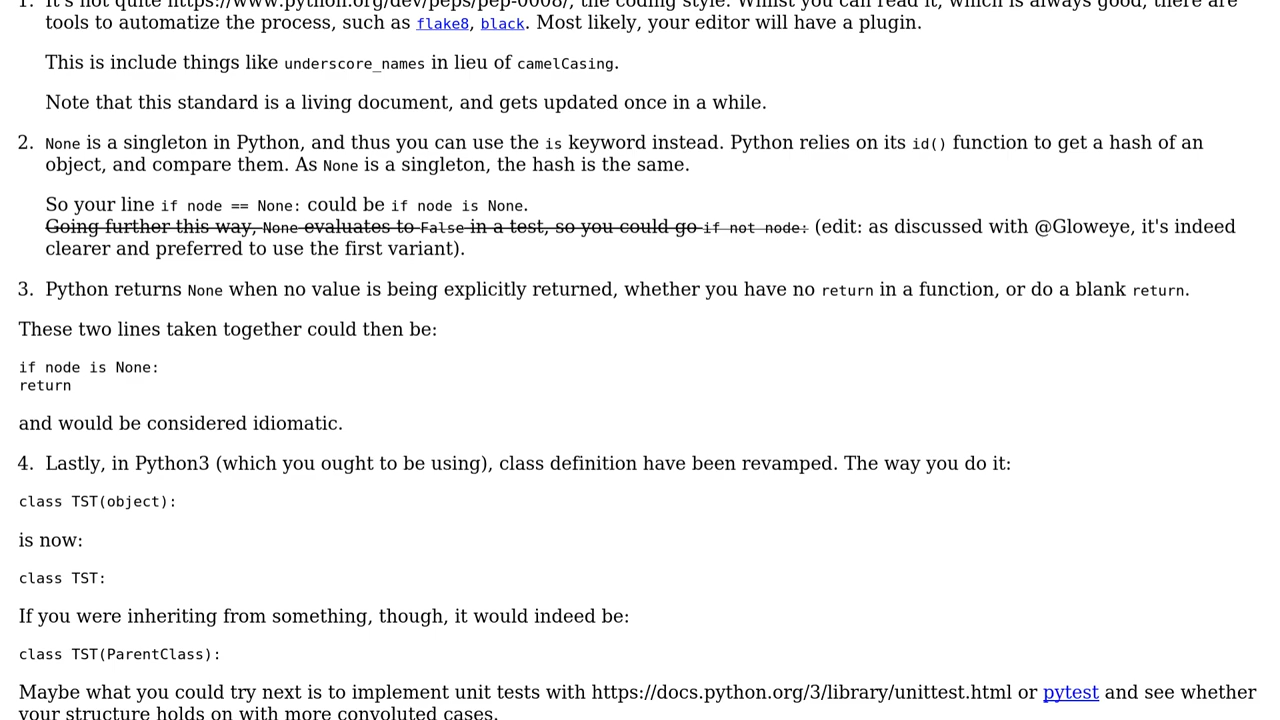 1. It's not quite https://www.python.org/dev/peps/pep-0008/, the coding style. Whilst you can read it, which is always good, there are
tools to automatize the process, such as flake8, black. Most likely, your editor will have a plugin.
This is include things like underscore_names in lieu of camelCasing.
Note that this standard is a living document, and gets updated once in a while.
2. None is a singleton in Python, and thus you can use the is keyword instead. Python relies on its id() function to get a hash of an
object, and compare them. As None is a singleton, the hash is the same.
So your line if node == None: could be if node is None.
Going further this way, None evaluates to False in a test, so you could go if not node: (edit: as discussed with @Gloweye, it's indeed
clearer and preferred to use the first variant).
3. Python returns None when no value is being explicitly returned, whether you have no return in a function, or do a blank return.
These two lines taken together could then be:
if node is None:
return
and would be considered idiomatic.
4. Lastly, in Python3 (which you ought to be using), class definition have been revamped. The way you do it:
class TST(object):
is now:
class TST:
If you were inheriting from something, though, it would indeed be:
class TST(ParentClass):
Maybe what you could try next is to implement unit tests with https://docs.python.org/3/library/unittest.html or pytest and see whether
your structure holds on with more convoluted cases.